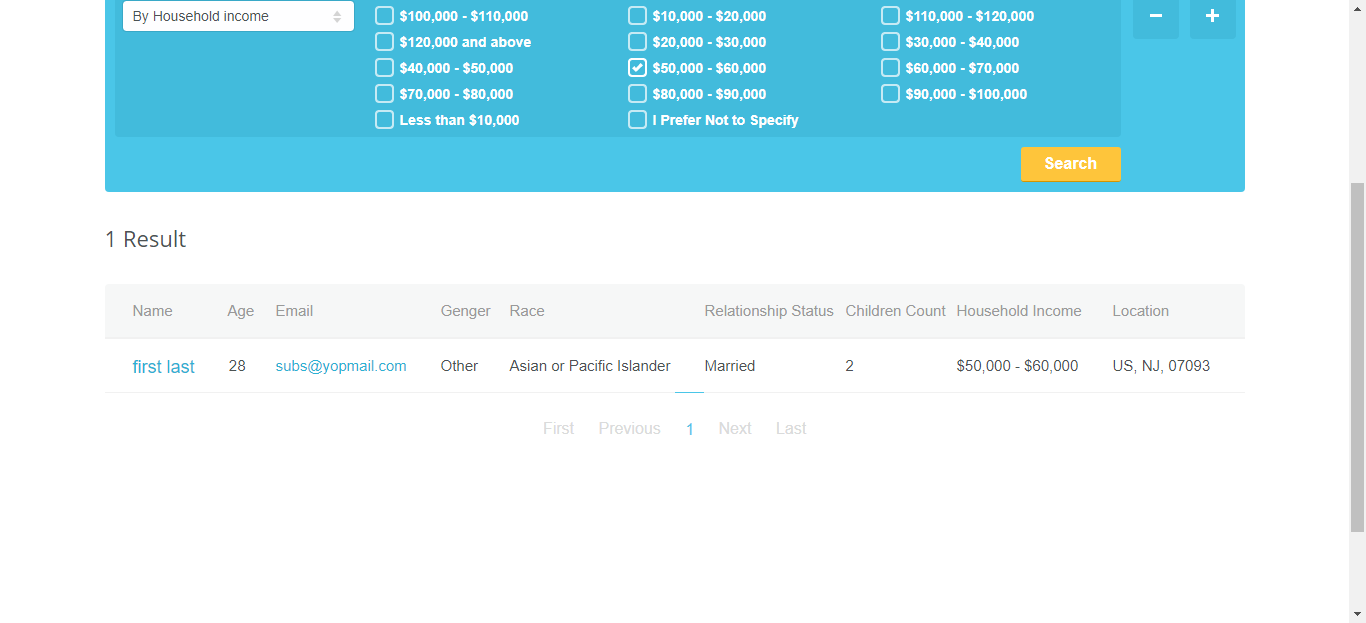 By Household income
$100,000 - $110,000 $10,000 - $20,000 $110,000 - $120,000
$120,000 and above $20,000 - $30,000 $30,000 - $40,000
$40,000 - $50,000 $50,000 - $60,000 $60,000 - $70,000
$70,000 - $80,000 $80,000 - $90,000 $90,000 - $100,000
Less than $10,000 I Prefer Not to Specify
Search
1 Result
Name Age Email Genger Race Relationship Status Children Count Household Income Location
first last 28 subs@yopmail.com Other Asian or Pacific Islander Married 2 $50,000 - $60,000 US, NJ, 07093
First Previous 1 Next Last